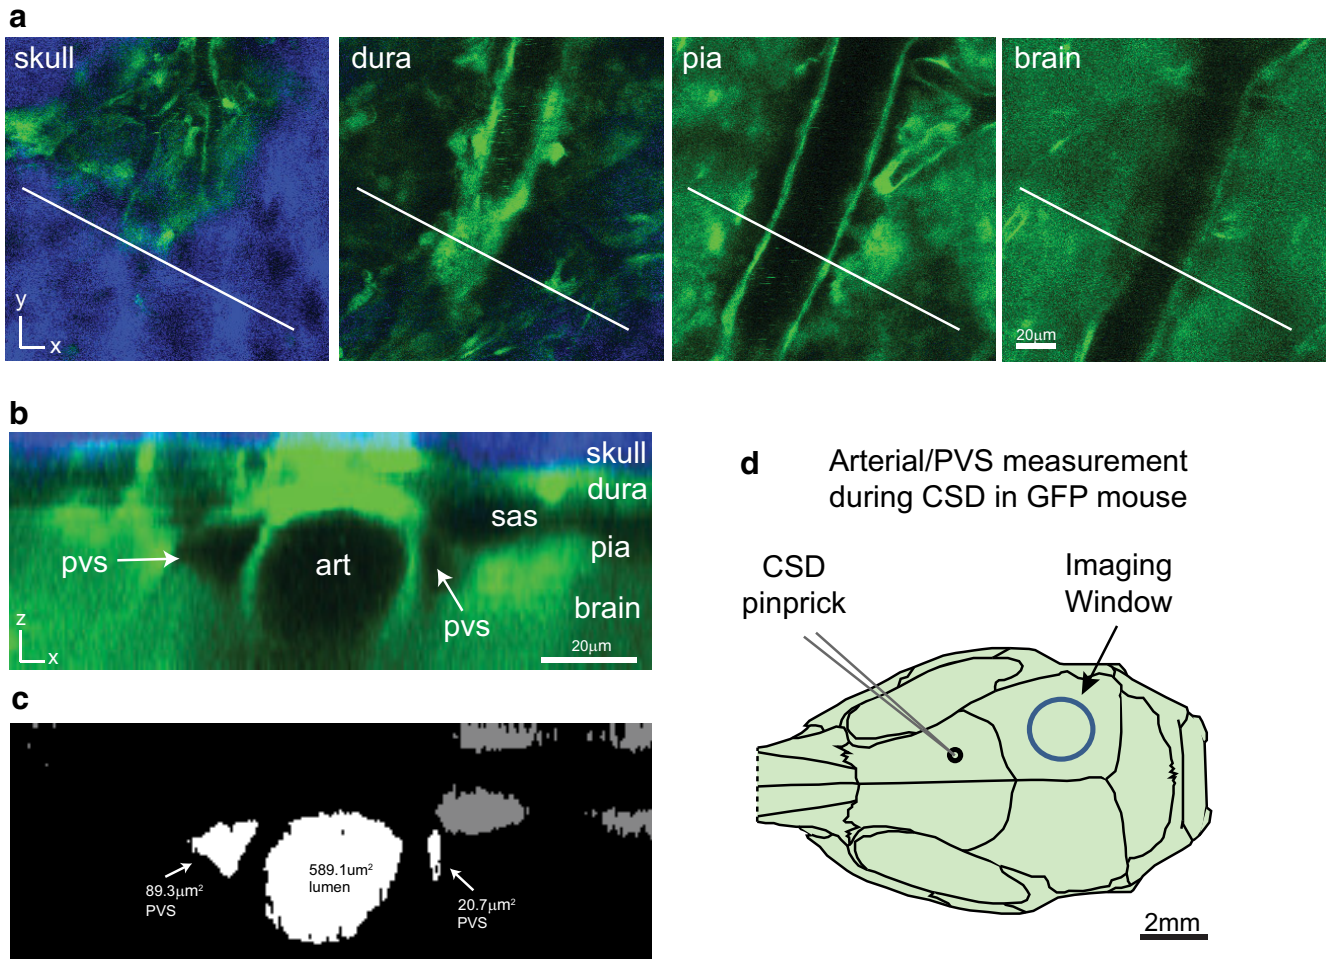 a
skull
dura
pia
brain
y
x
20μm
b
skull
dura
sas
pvs
art
pia
brain
pvs
z
x
20μm
c
589.1um²
lumen
89.3μm²
PVS
20.7μm²
PVS
d
Arterial/PVS measurement
during CSD in GFP mouse
CSD
pinprick
Imaging
Window
2mm